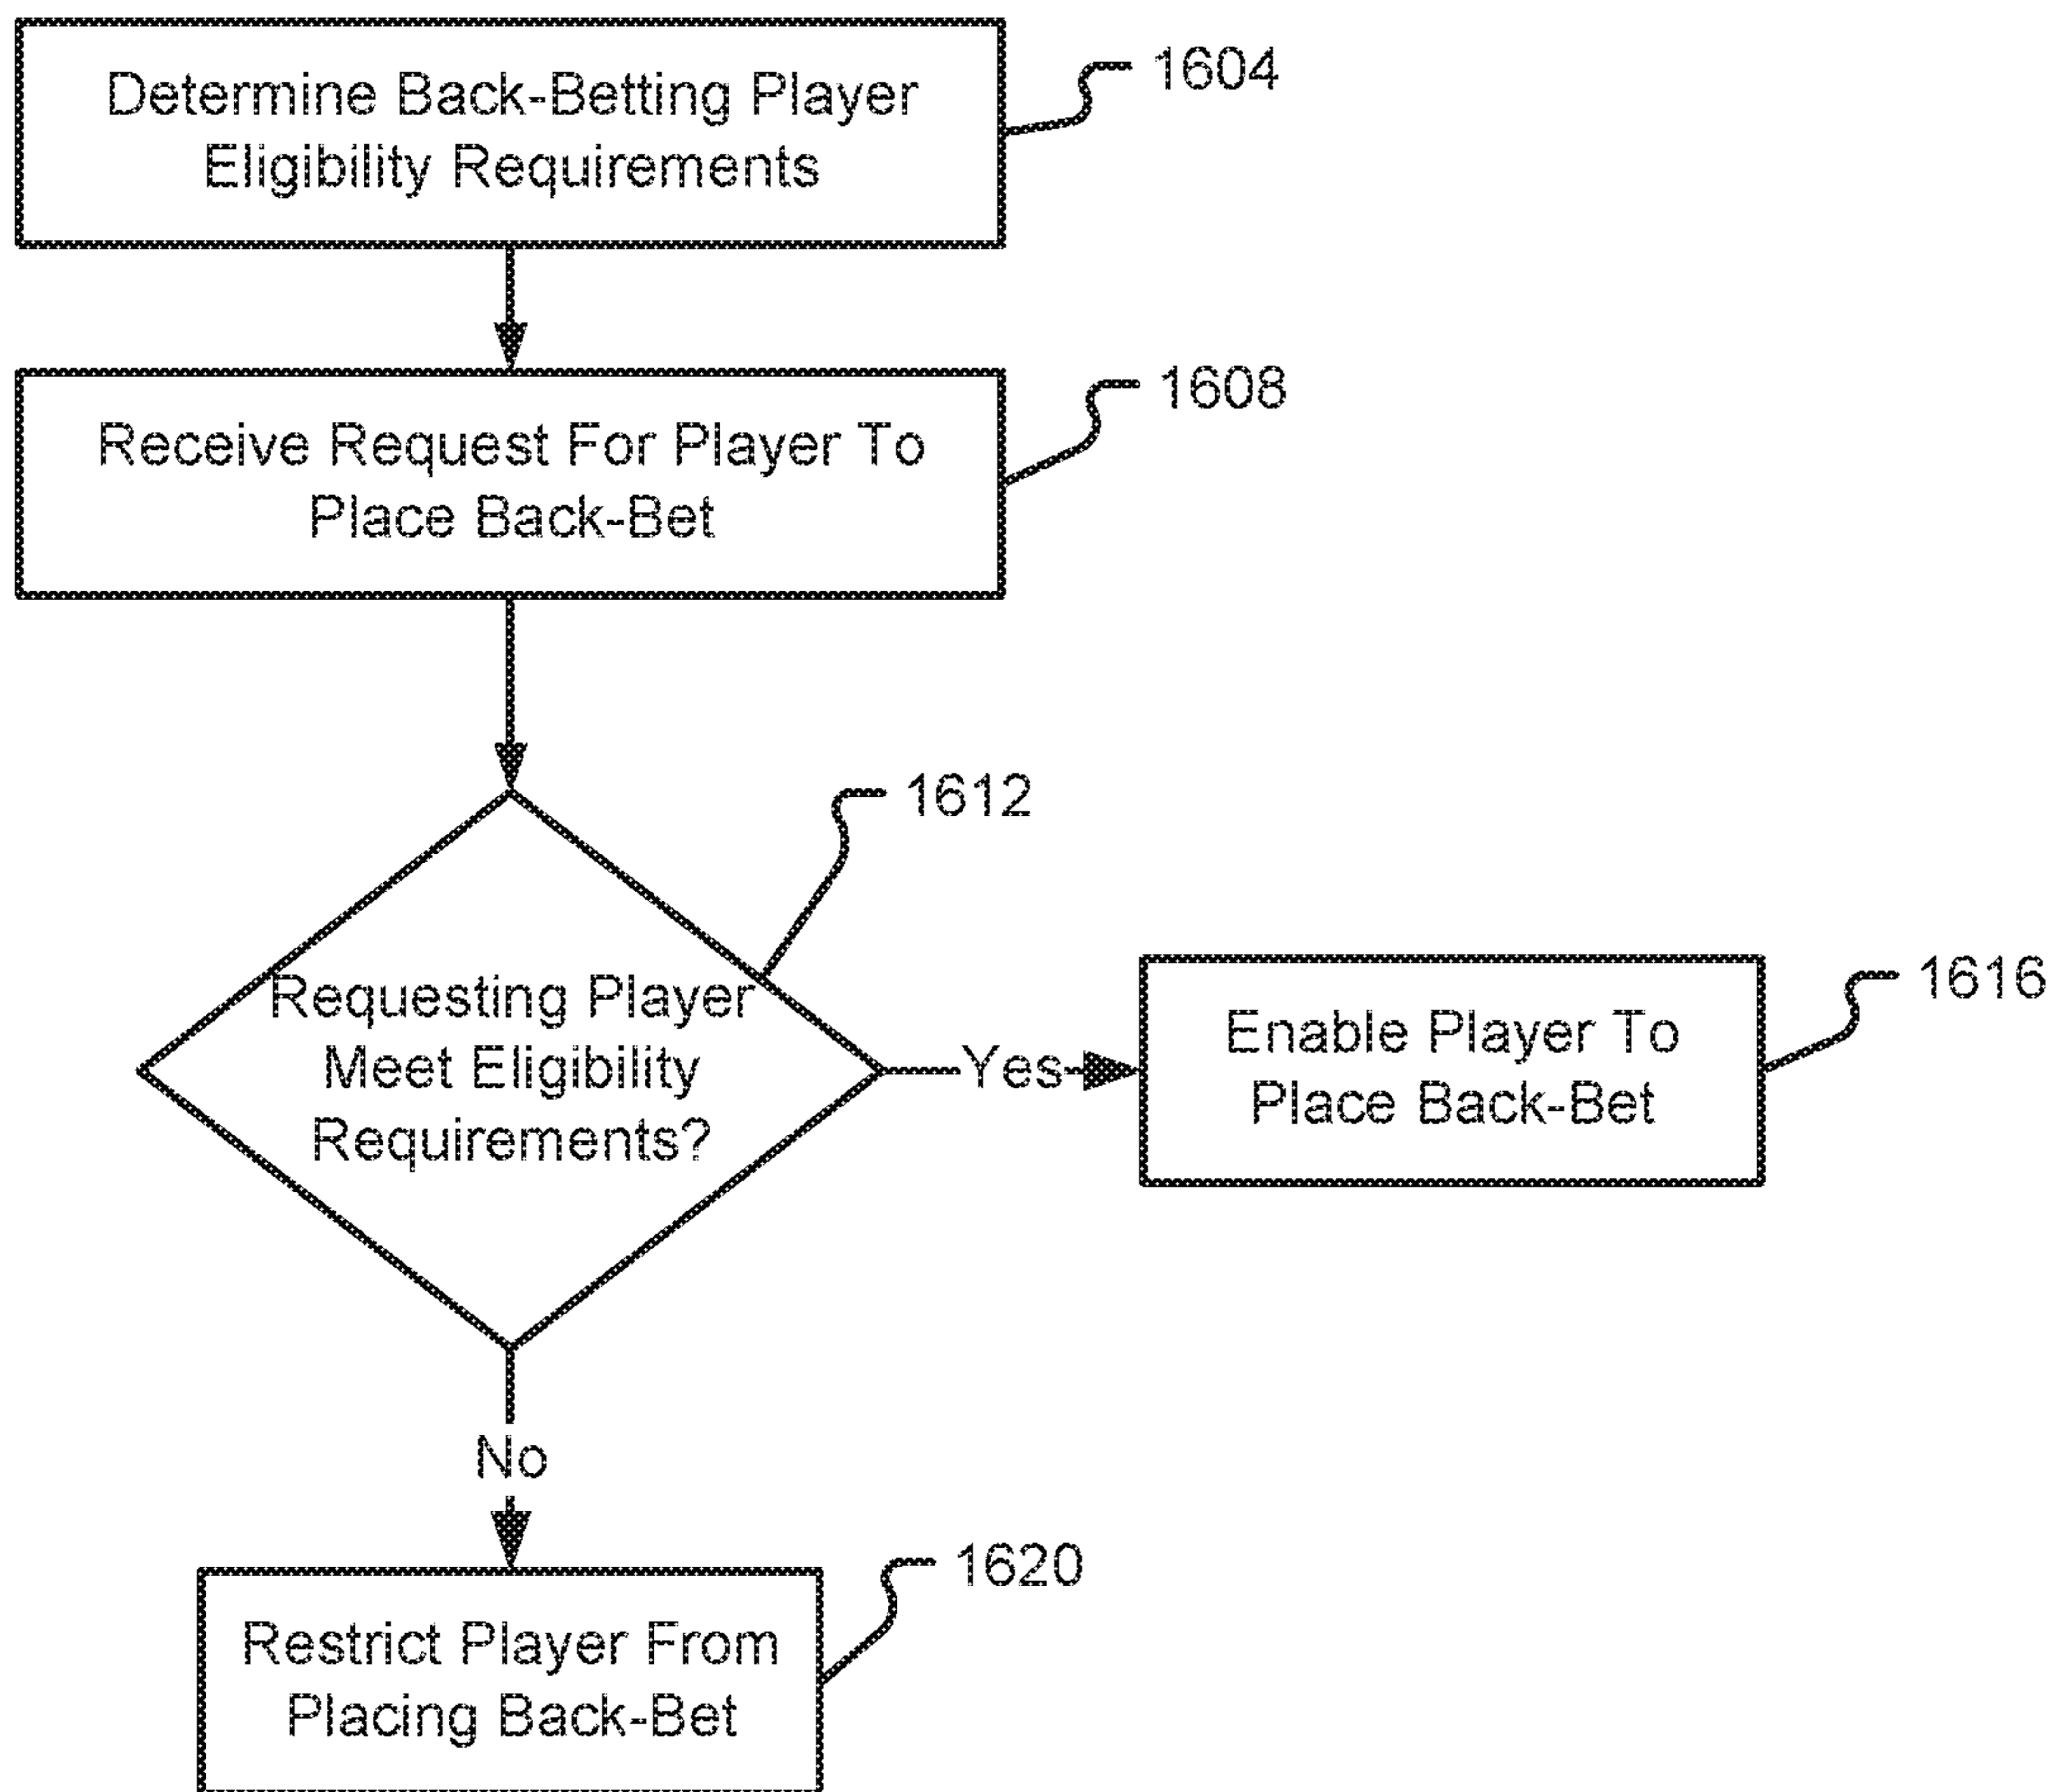 Determine Back-Betting Player
Eligibility Requirements
1604
Receive Request For Player To
Place Back-Bet
1608
1612
Requesting Player
Meet Eligibility
Requirements?
Yes
Enable Player To
Place Back-Bet
1616
No
Restrict Player From
Placing Back-Bet
1620